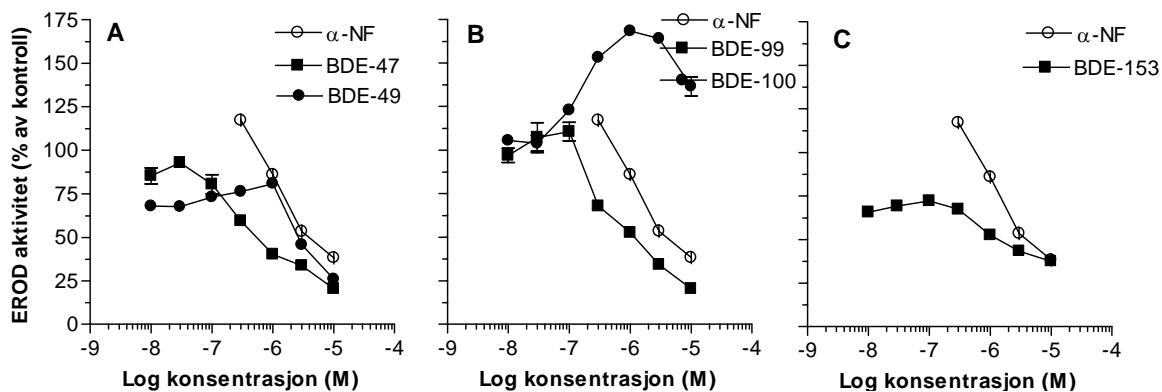 EROD aktivitet (% av kontroll)
175
150
125
100
75
50
25
0
A
α-NF
BDE-47
BDE-49
-9 -8 -7 -6 -5 -4
Log konsentrasjon (M)
B
α-NF
BDE-99
BDE-100
-9 -8 -7 -6 -5 -4
Log konsentrasjon (M)
C
α-NF
BDE-153
-9 -8 -7 -6 -5 -4
Log konsentrasjon (M)